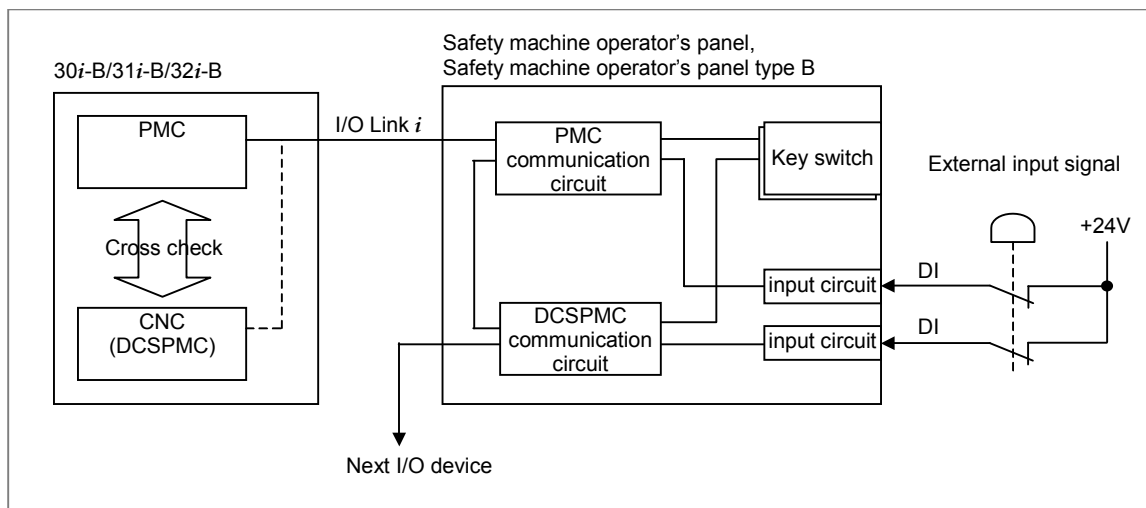 Safety machine operator’s panel,
Safety machine operator’s panel type B
30i-B/31i-B/32i-B
PMC
I/O Link i
PMC
communication
circuit
Key switch
External input signal
+24V
Cross check
DI
input circuit
CNC
(DCSPMC)
DCSPMC
communication
circuit
DI
input circuit
Next I/O device